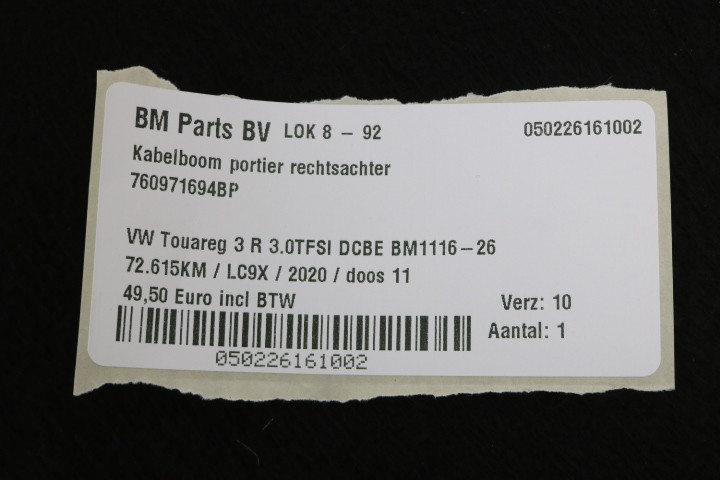 BM Parts BV LOK 8 - 92 050226161002
Kabelboom portier rechtsachter
760971694BP
VW Touareg 3 R 3.0TFSI DCBE BM1116-26
72.615KM / LC9X / 2020 / doos 11
49,50 Euro incl BTW Verz: 10
Aantal: 1
050226161002